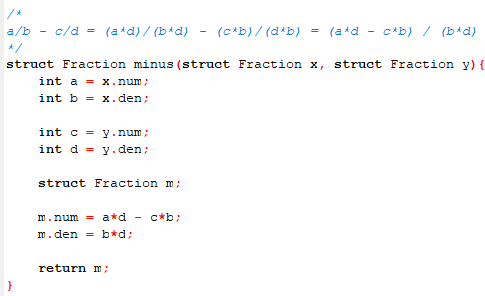 /*
a/b - c/d = (a*d)/(b*d) - (c*b)/(d*b) = (a*d - c*b) / (b*d)
*/
struct Fraction minus(struct Fraction x, struct Fraction y){
    int a = x.num;
    int b = x.den;

    int c = y.num;
    int d = y.den;

    struct Fraction m;

    m.num = a*d - c*b;
    m.den = b*d;

    return m;
}